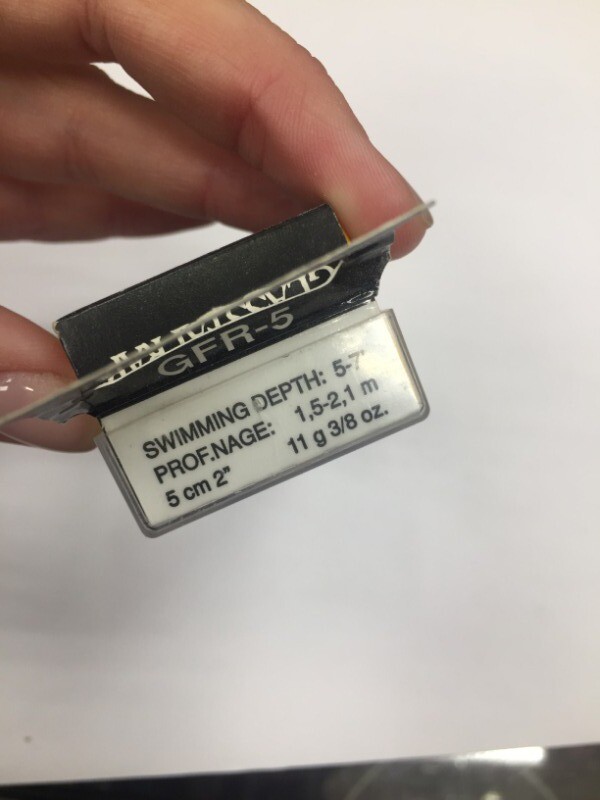 GFR-5
SWIMMING DEPTH: 5-7'
PROF.NAGE: 1,5-2,1 m
5 cm 2" 11 g 3/8 oz.